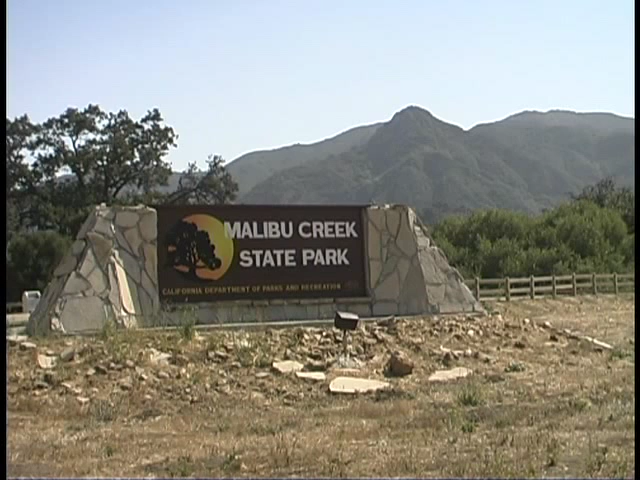 MALIBU CREEK
STATE PARK
CALIFORNIA DEPARTMENT OF PARKS AND RECREATION